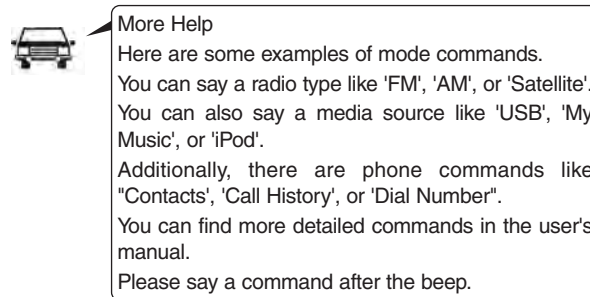 More Help
Here are some examples of mode commands.
You can say a radio type like 'FM', 'AM', or 'Satellite'.
You can also say a media source like 'USB', 'My
Music', or 'iPod'.
Additionally, there are phone commands like
"Contacts', 'Call History', or 'Dial Number".
You can find more detailed commands in the user's
manual.
Please say a command after the beep.